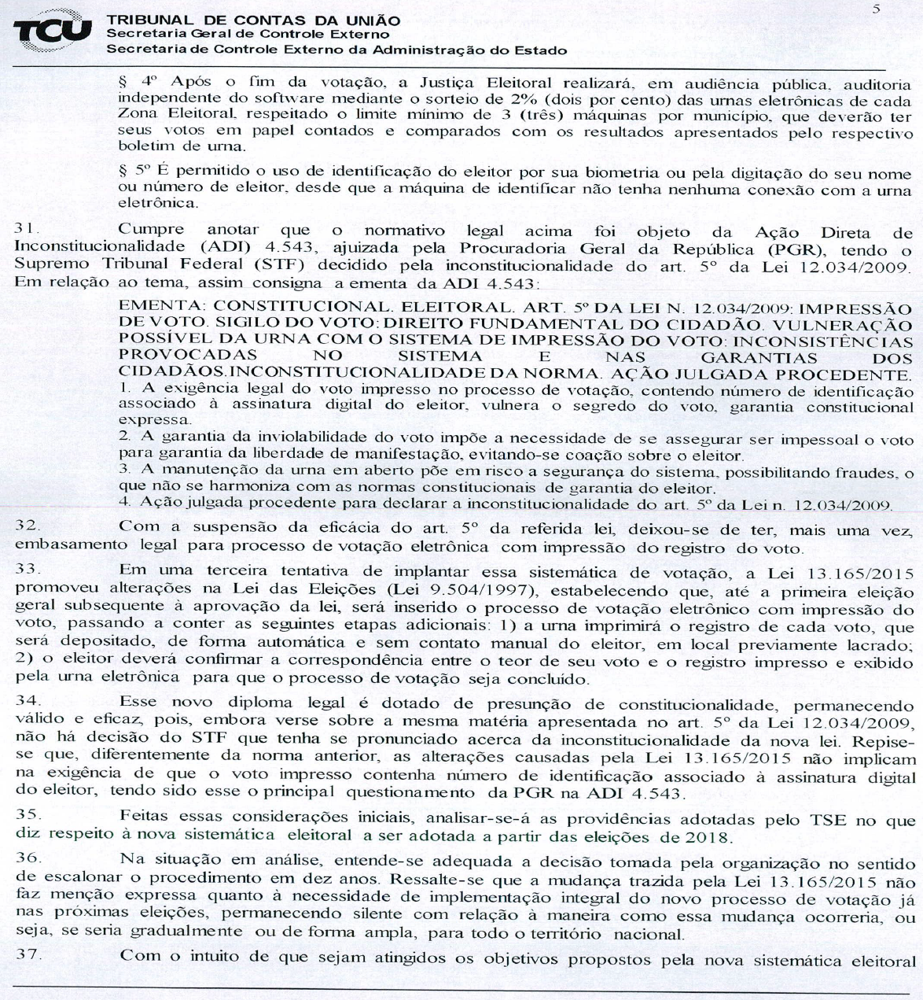 5
TCU
TRIBUNAL DE CONTAS DA UNIÃO
Secretaria Geral de Controle Externo
Secretaria de Controle Externo da Administração do Estado
§ 4º Após o fim da votação, a Justiça Eleitoral realizará, em audiência pública, auditoria
independente do software mediante o sorteio de 2% (dois por cento) das urnas eletrônicas de cada
Zona Eleitoral, respeitado o limite mínimo de 3 (três) máquinas por município, que deverão ter
seus votos em papel contados e comparados com os resultados apresentados pelo respectivo
boletim de urna.
§ 5º É permitido o uso de identificação do eleitor por sua biometria ou pela digitação do seu nome
ou número de eleitor, desde que a máquina de identificar não tenha nenhuma conexão com a urna
eletrônica.
31. Cumpre anotar que o normativo legal acima foi objeto da Ação Direta de
Inconstitucionalidade (ADI) 4.543, ajuizada pela Procuradoria Geral da República (PGR), tendo o
Supremo Tribunal Federal (STF) decidido pela inconstitucionalidade do art. 5º da Lei 12.034/2009.
Em relação ao tema, assim consigna a ementa da ADI 4.543:
EMENTA: CONSTITUCIONAL. ELEITORAL. ART. 5º DA LEI N. 12.034/2009: IMPRESSÃO
DE VOTO. SIGILO DO VOTO: DIREITO FUNDAMENTAL DO CIDADÃO. VULNERAÇÃO
POSSÍVEL DA URNA COM O SISTEMA DE IMPRESSÃO DO VOTO: INCONSISTÊNCIAS
PROVOCADAS NO SISTEMA E NAS GARANTIAS DOS
CIDADÃOS.INCONSTITUCIONALIDADE DA NORMA. AÇÃO JULGADA PROCEDENTE.
1. A exigência legal do voto impresso no processo de votação, contendo número de identificação
associado à assinatura digital do eleitor, vulnera o segredo do voto, garantia constitucional
expressa.
2. A garantia da inviolabilidade do voto impõe a necessidade de se assegurar ser impessoal o voto
para garantia da liberdade de manifestação, evitando-se coação sobre o eleitor.
3. A manutenção da urna em aberto põe em risco a segurança do sistema, possibilitando fraudes, o
que não se harmoniza com as normas constitucionais de garantia do eleitor.
4. Ação julgada procedente para declarar a inconstitucionalidade do art. 5º da Lei n. 12.034/2009.
32. Com a suspensão da eficácia do art. 5º da referida lei, deixou-se de ter, mais uma vez,
embasamento legal para processo de votação eletrônica com impressão do registro do voto.
33. Em uma terceira tentativa de implantar essa sistemática de votação, a Lei 13.165/2015
promoveu alterações na Lei das Eleições (Lei 9.504/1997), estabelecendo que, até a primeira eleição
geral subsequente à aprovação da lei, será inserido o processo de votação eletrônico com impressão do
voto, passando a conter as seguintes etapas adicionais: 1) a urna imprimirá o registro de cada voto, que
será depositado, de forma automática e sem contato manual do eleitor, em local previamente lacrado;
2) o eleitor deverá confirmar a correspondência entre o teor de seu voto e o registro impresso e exibido
pela urna eletrônica para que o processo de votação seja concluído.
34. Esse novo diploma legal é dotado de presunção de constitucionalidade, permanecendo
válido e eficaz, pois, embora verse sobre a mesma matéria apresentada no art. 5º da Lei 12.034/2009,
não há decisão do STF que tenha se pronunciado acerca da inconstitucionalidade da nova lei. Repise-
se que, diferentemente da norma anterior, as alterações causadas pela Lei 13.165/2015 não implicam
na exigência de que o voto impresso contenha número de identificação associado à assinatura digital
do eleitor, tendo sido esse o principal questionamento da PGR na ADI 4.543.
35. Feitas essas considerações iniciais, analisar-se-á as providências adotadas pelo TSE no que
diz respeito à nova sistemática eleitoral a ser adotada a partir das eleições de 2018.
36. Na situação em análise, entende-se adequada a decisão tomada pela organização no sentido
de escalonar o procedimento em dez anos. Ressalte-se que a mudança trazida pela Lei 13.165/2015 não
faz menção expressa quanto à necessidade de implementação integral do novo processo de votação já
nas próximas eleições, permanecendo silente com relação à maneira como essa mudança ocorreria, ou
seja, se seria gradualmente ou de forma ampla, para todo o território nacional.
37. Com o intuito de que sejam atingidos os objetivos propostos pela nova sistemática eleitoral